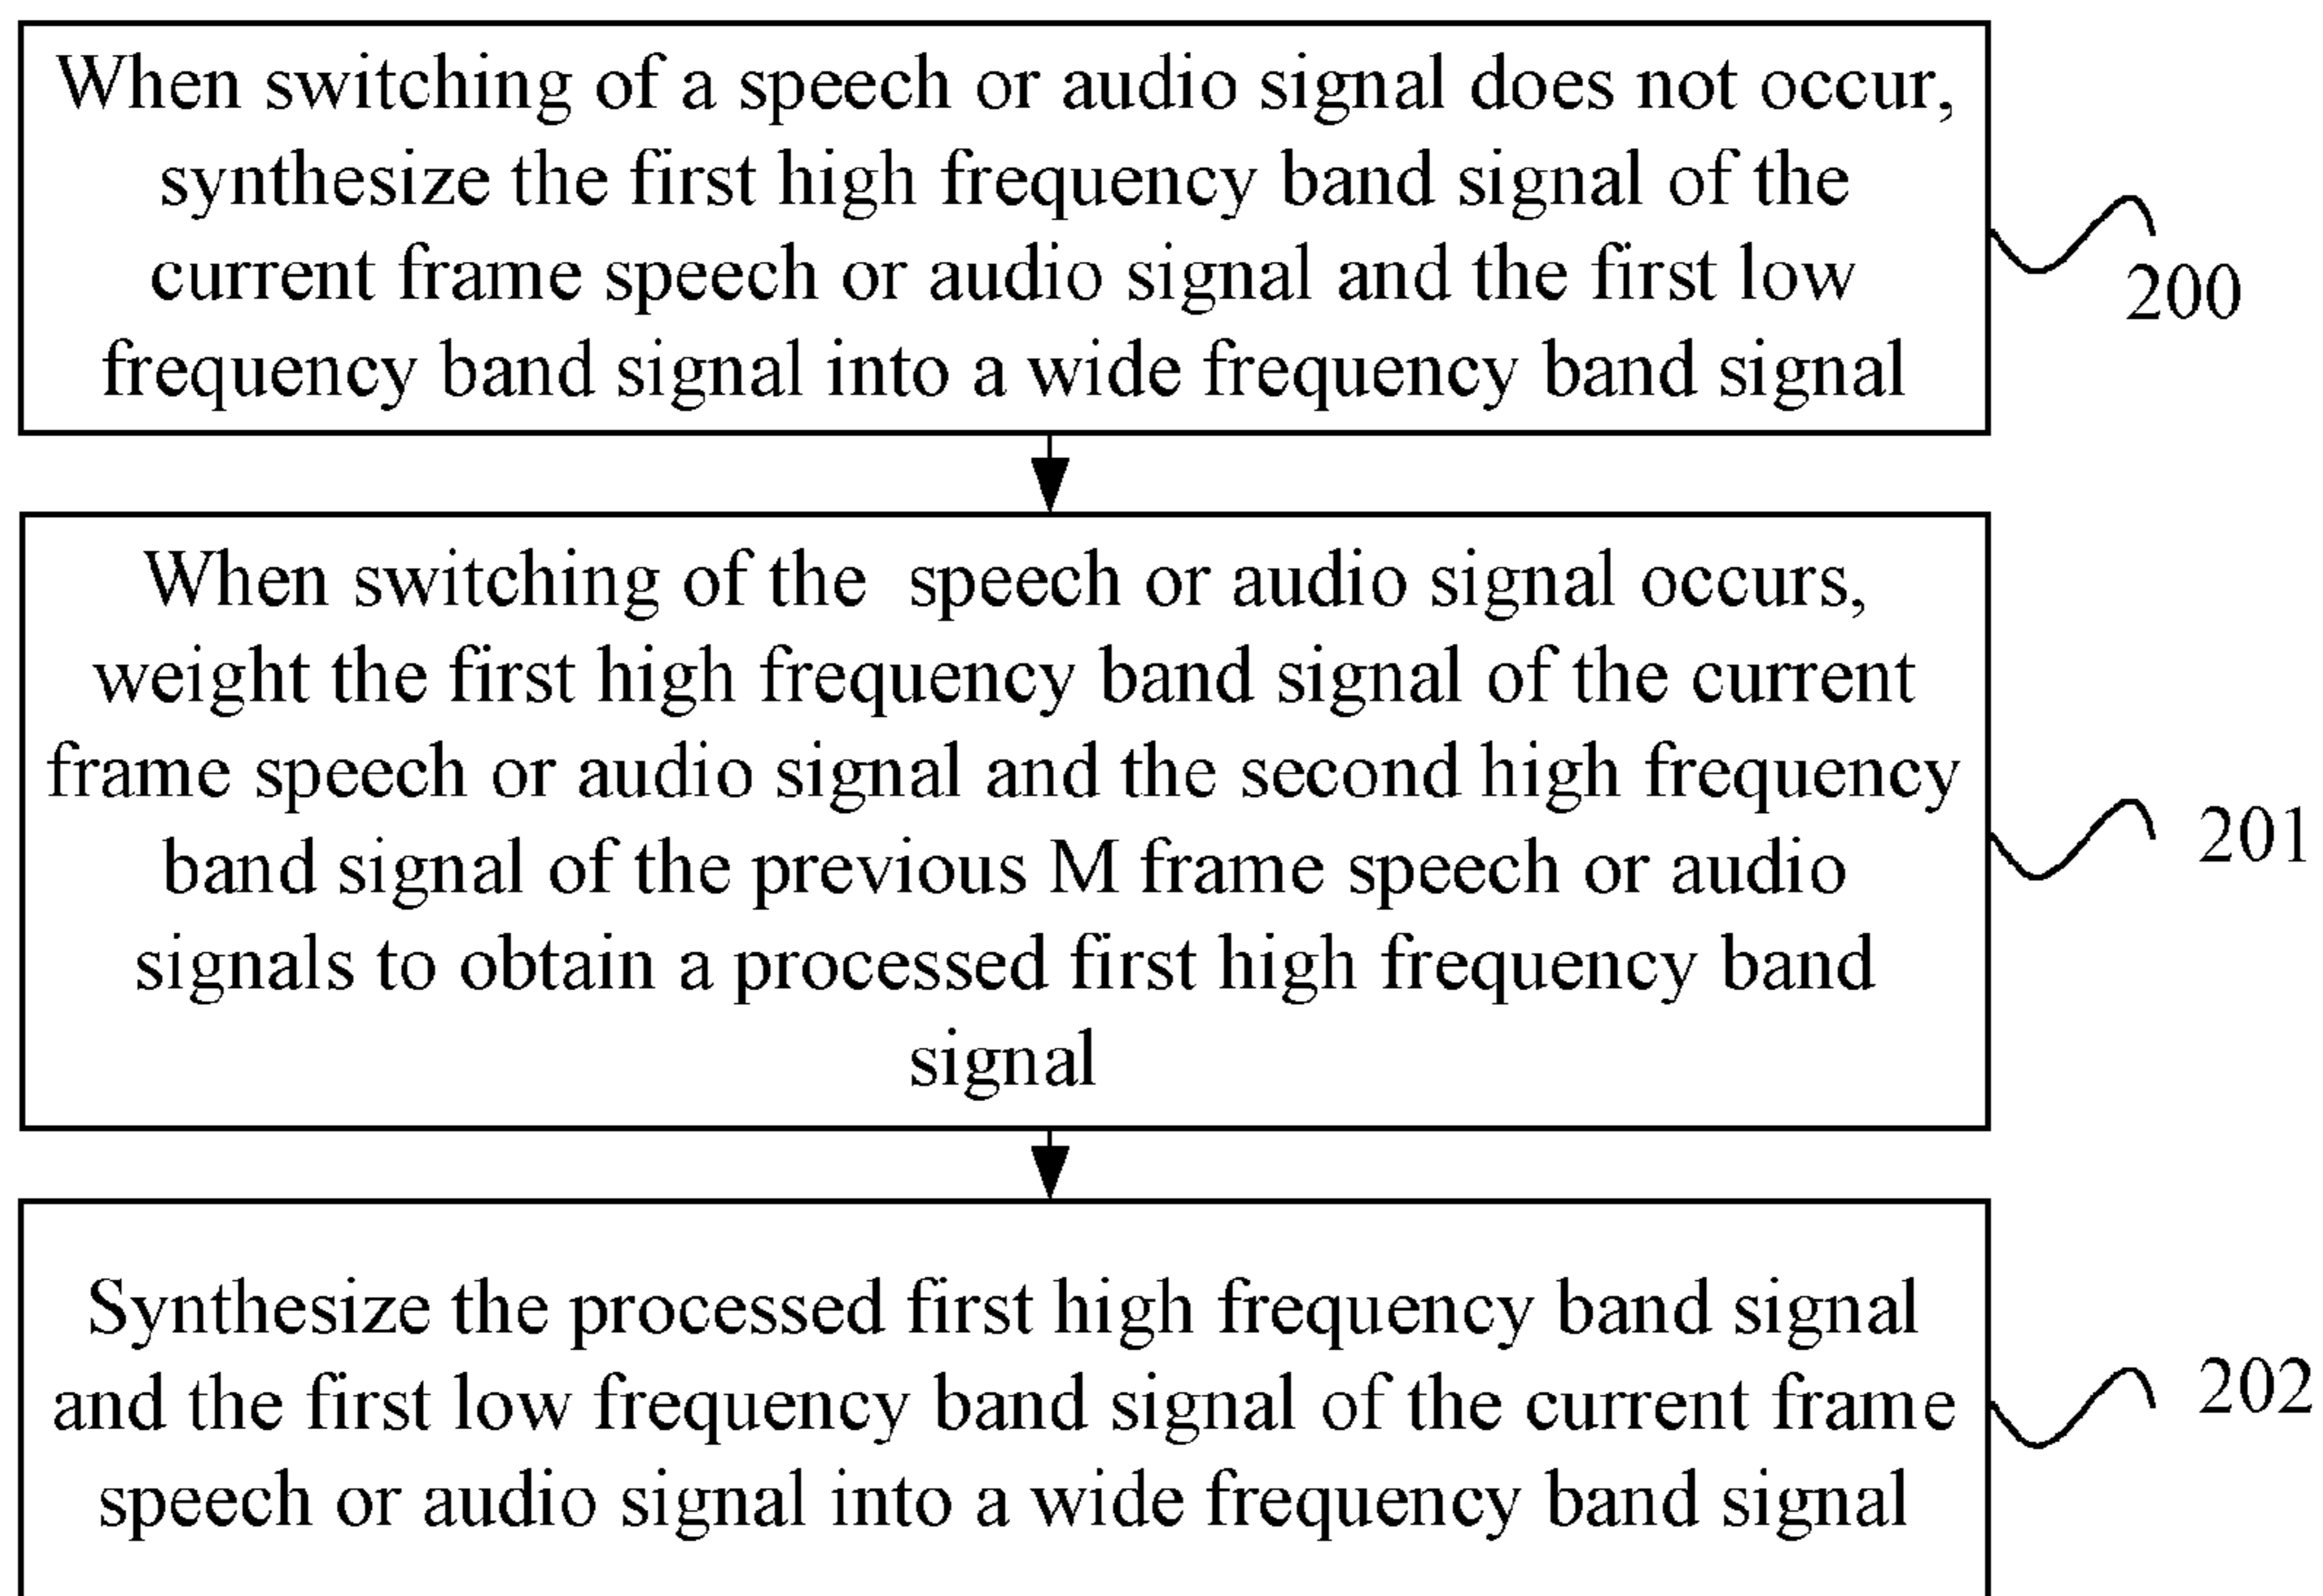 When switching of a speech or audio signal does not occur,
synthesize the first high frequency band signal of the
current frame speech or audio signal and the first low
frequency band signal into a wide frequency band signal
200
When switching of the speech or audio signal occurs,
weight the first high frequency band signal of the current
frame speech or audio signal and the second high frequency
band signal of the previous M frame speech or audio
signals to obtain a processed first high frequency band
signal
201
Synthesize the processed first high frequency band signal
and the first low frequency band signal of the current frame
speech or audio signal into a wide frequency band signal
202